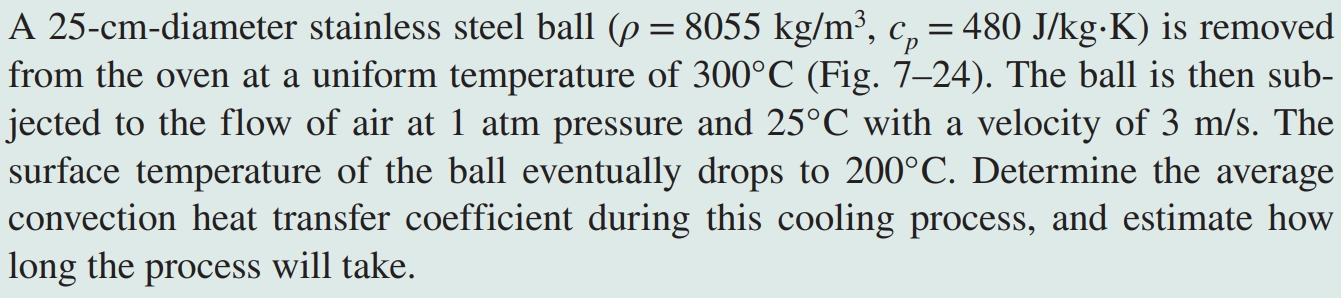 A 25-cm-diameter stainless steel ball (ρ = 8055 kg/m³, cₚ = 480 J/kg·K) is removed
from the oven at a uniform temperature of 300°C (Fig. 7–24). The ball is then sub-
jected to the flow of air at 1 atm pressure and 25°C with a velocity of 3 m/s. The
surface temperature of the ball eventually drops to 200°C. Determine the average
convection heat transfer coefficient during this cooling process, and estimate how
long the process will take.